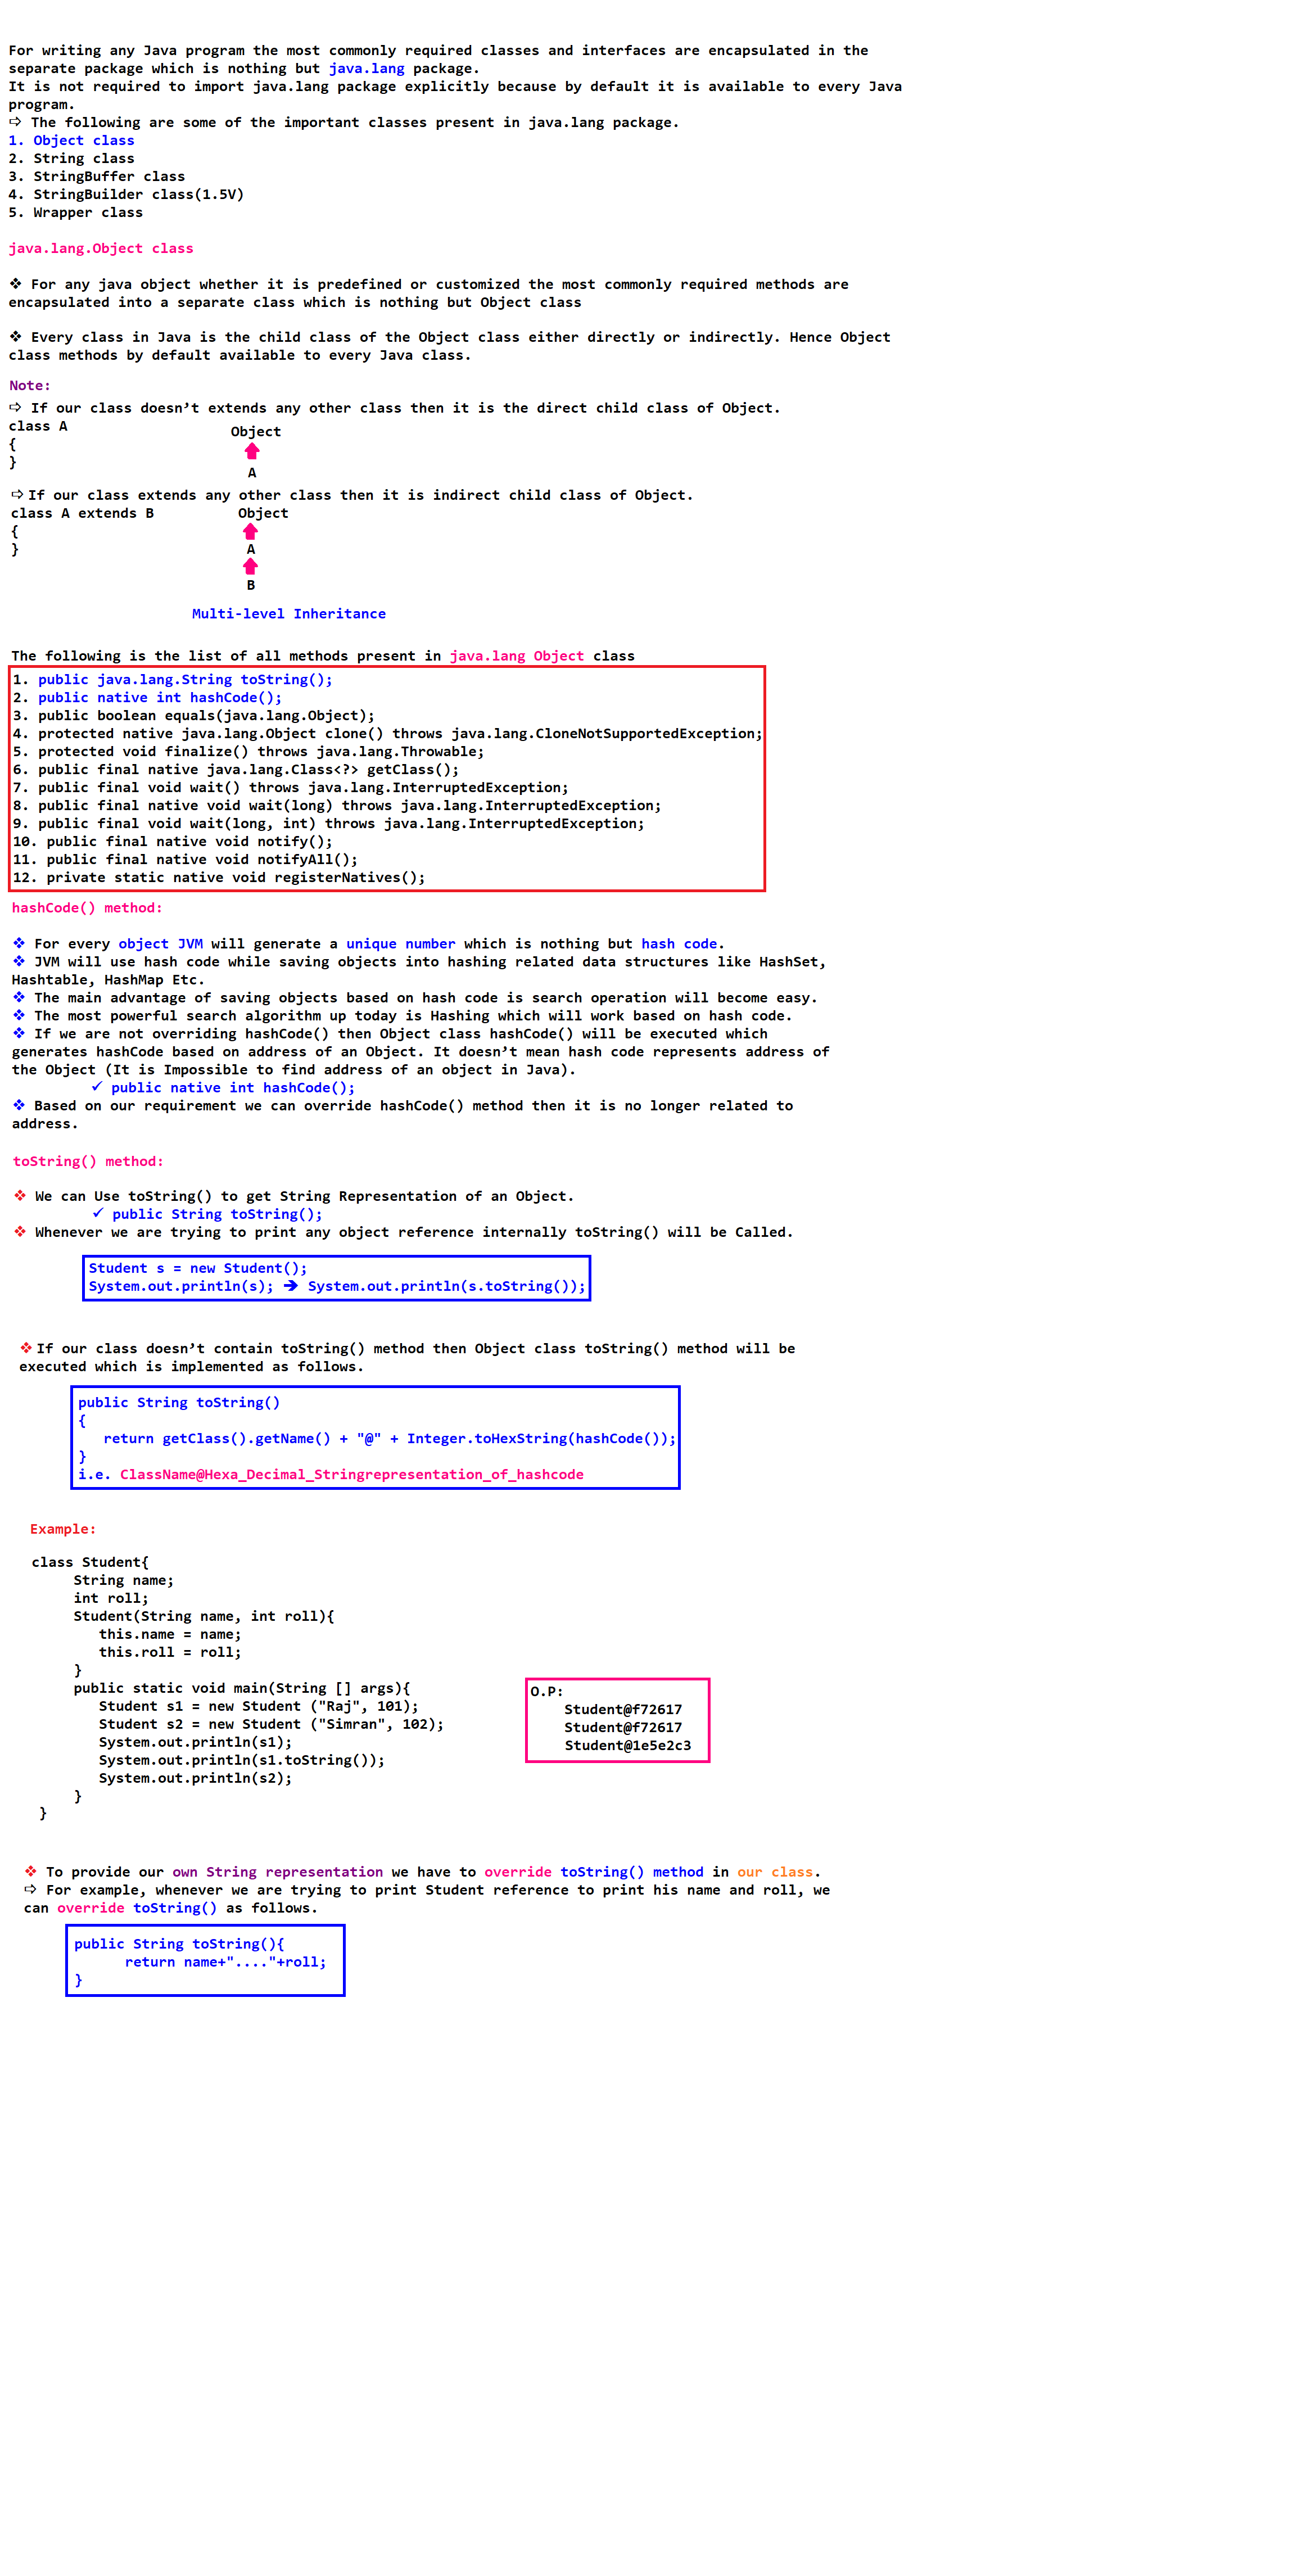 For writing any Java program the most commonly required classes and interfaces are encapsulated in the
separate package which is nothing but java.lang package.
It is not required to import java.lang package explicitly because by default it is available to every Java
program.
⇨ The following are some of the important classes present in java.lang package.
1. Object class
2. String class
3. StringBuffer class
4. StringBuilder class(1.5V)
5. Wrapper class
java.lang.Object class
❖ For any java object whether it is predefined or customized the most commonly required methods are
encapsulated into a separate class which is nothing but Object class
❖ Every class in Java is the child class of the Object class either directly or indirectly. Hence Object
class methods by default available to every Java class.
Note:
⇨ If our class doesn’t extends any other class then it is the direct child class of Object.
class A
Object
{
}
A
⇨ If our class extends any other class then it is indirect child class of Object.
class A extends B Object
{
} A
B
Multi-level Inheritance
The following is the list of all methods present in java.lang Object class
1. public java.lang.String toString();
2. public native int hashCode();
3. public boolean equals(java.lang.Object);
4. protected native java.lang.Object clone() throws java.lang.CloneNotSupportedException;
5. protected void finalize() throws java.lang.Throwable;
6. public final native java.lang.Class<?> getClass();
7. public final void wait() throws java.lang.InterruptedException;
8. public final native void wait(long) throws java.lang.InterruptedException;
9. public final void wait(long, int) throws java.lang.InterruptedException;
10. public final native void notify();
11. public final native void notifyAll();
12. private static native void registerNatives();
hashCode() method:
❖ For every object JVM will generate a unique number which is nothing but hash code.
❖ JVM will use hash code while saving objects into hashing related data structures like HashSet,
Hashtable, HashMap Etc.
❖ The main advantage of saving objects based on hash code is search operation will become easy.
❖ The most powerful search algorithm up today is Hashing which will work based on hash code.
❖ If we are not overriding hashCode() then Object class hashCode() will be executed which
generates hashCode based on address of an Object. It doesn’t mean hash code represents address of
the Object (It is Impossible to find address of an object in Java).
✓ public native int hashCode();
❖ Based on our requirement we can override hashCode() method then it is no longer related to
address.
toString() method:
❖ We can Use toString() to get String Representation of an Object.
✓ public String toString();
❖ Whenever we are trying to print any object reference internally toString() will be Called.
Student s = new Student();
System.out.println(s); ➔ System.out.println(s.toString());
❖ If our class doesn’t contain toString() method then Object class toString() method will be
executed which is implemented as follows.
public String toString()
{
return getClass().getName() + "@" + Integer.toHexString(hashCode());
}
i.e. ClassName@Hexa_Decimal_Stringrepresentation_of_hashcode
Example:
class Student{
String name;
int roll;
Student(String name, int roll){
this.name = name;
this.roll = roll;
}
public static void main(String [] args){
Student s1 = new Student ("Raj", 101);
Student s2 = new Student ("Simran", 102);
System.out.println(s1);
System.out.println(s1.toString());
System.out.println(s2);
}
}
O.P:
Student@f72617
Student@f72617
Student@1e5e2c3
❖ To provide our own String representation we have to override toString() method in our class.
⇨ For example, whenever we are trying to print Student reference to print his name and roll, we
can override toString() as follows.
public String toString(){
return name+"...."+roll;
}